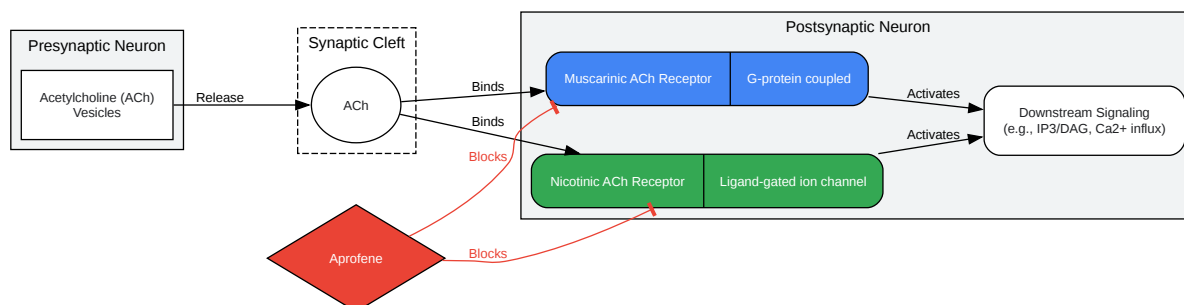 Presynaptic Neuron
Acetylcholine (ACh)
Vesicles
Release
Synaptic Cleft
ACh
Binds
Binds
Postsynaptic Neuron
Muscarinic ACh Receptor
G-protein coupled
Nicotinic ACh Receptor
Ligand-gated ion channel
Activates
Activates
Downstream Signaling
(e.g., IP3/DAG, Ca2+ influx)
Blocks
Blocks
Aprofene